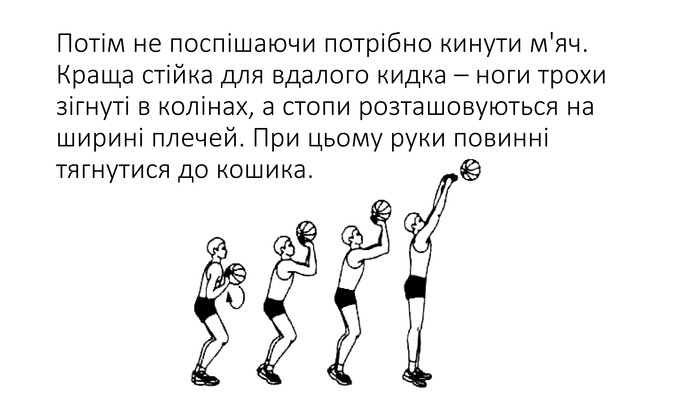 Потім не поспішаючи потрібно кинути м'яч.
Краща стійка для вдалого кидка – ноги трохи
зігнуті в колінах, а стопи розташовуються на
ширині плечей. При цьому руки повинні
тягнутися до кошика.